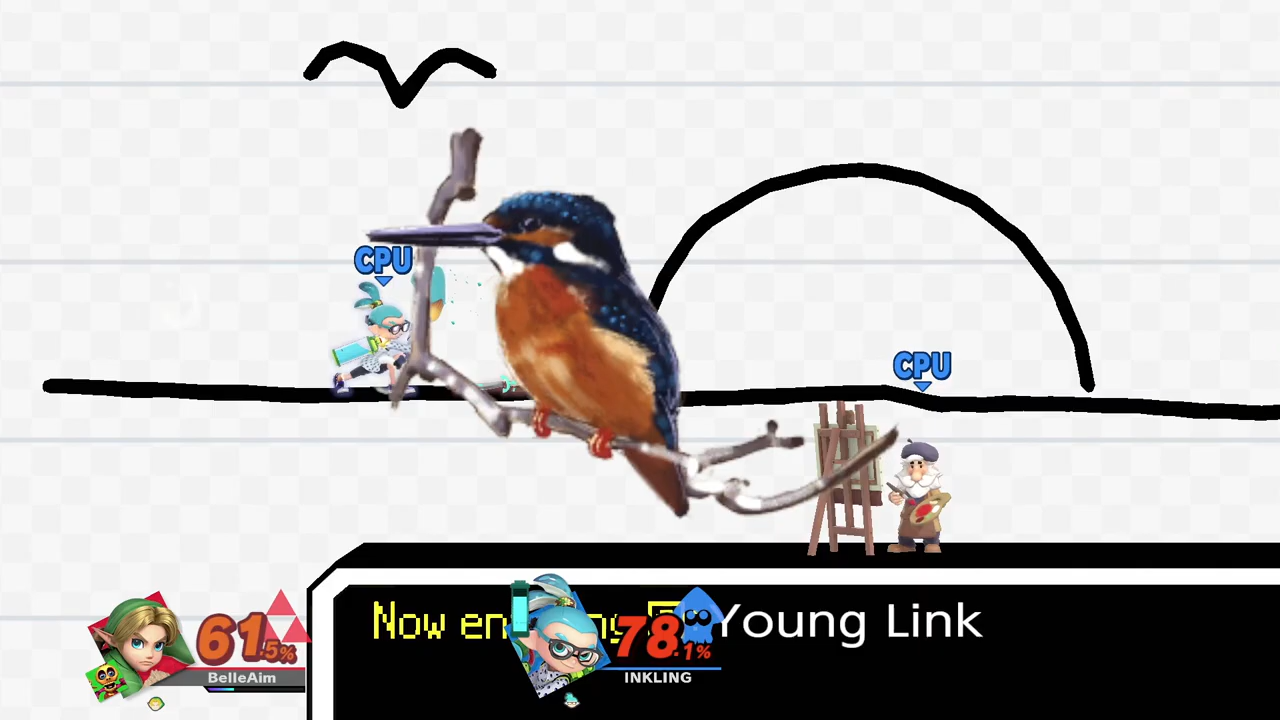 CPU
CPU
Now en g Young Link
61.5%
78.1%
BelleAim
INKLING